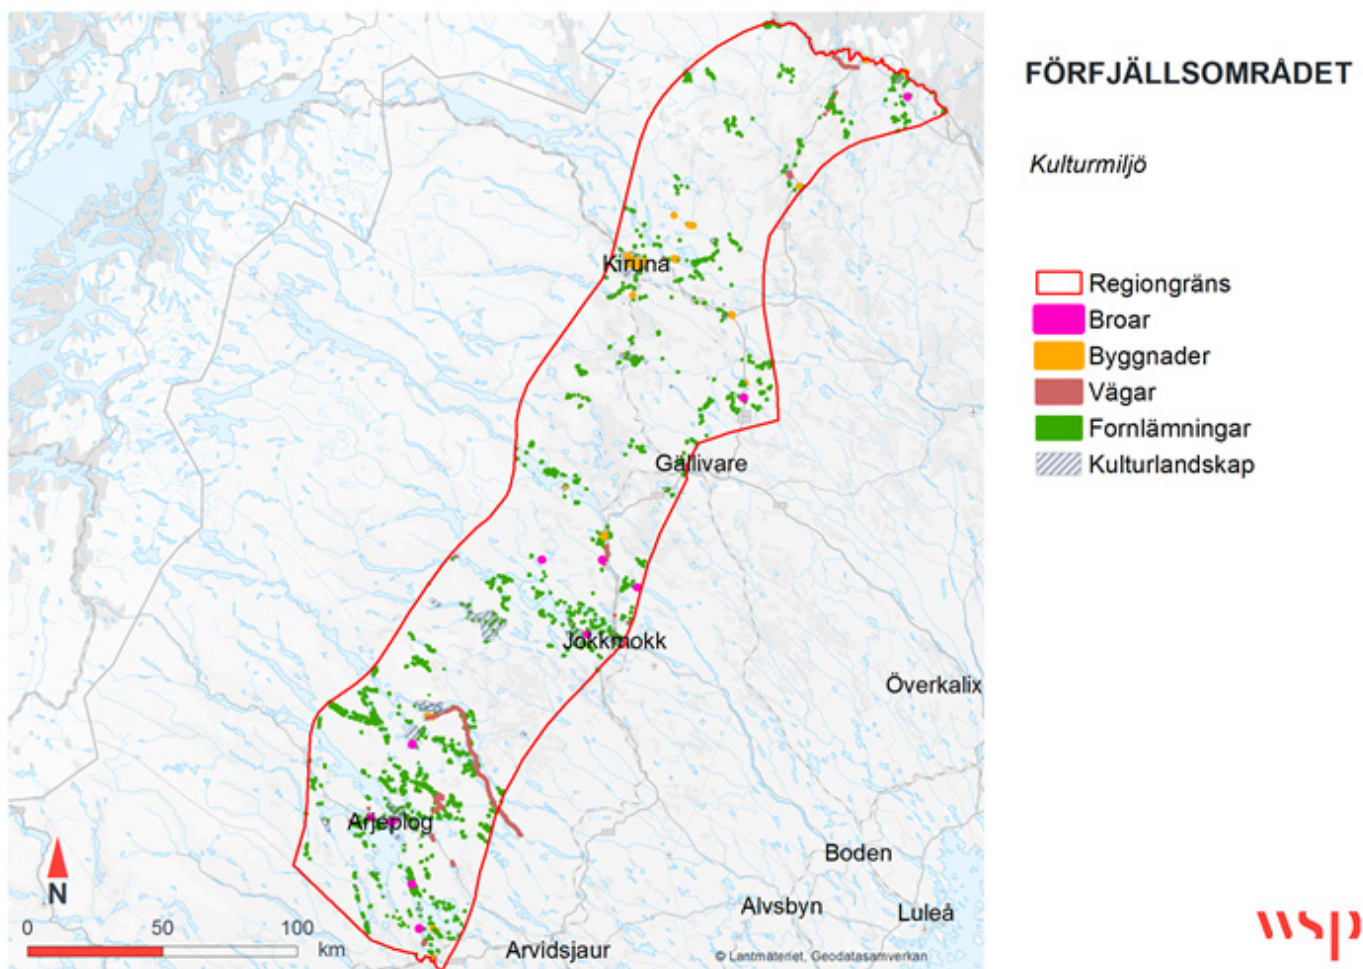 FÖRFJÄLLSOMRÅDET
Kulturmiljö
Regiongräns
Broar
Byggnader
Vägar
Fornlämningar
Kulturlandskap
Kiruna
Gällivare
Jokkmokk
Överkalix
Arjeplog
Boden
Alvsbyn
Luleå
Arvidsjaur
N
0 50 100
km
© Lantmäteriet, Geodatasamverkan
wsp